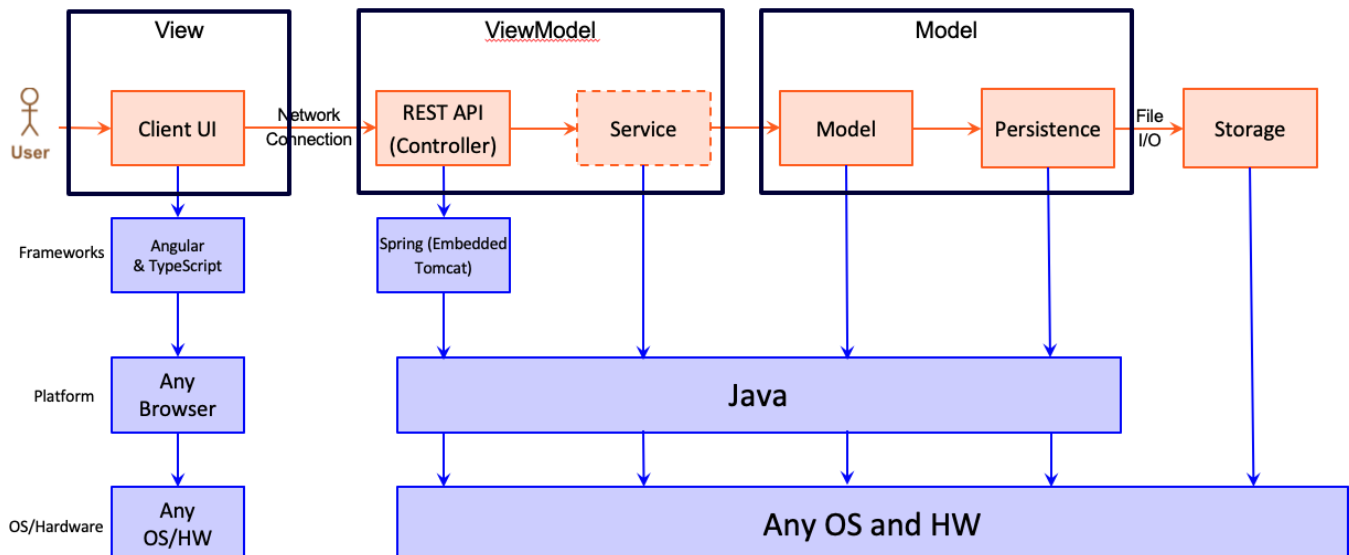 View
ViewModel
Model
User
Client UI
Network
Connection
REST API
(Controller)
Service
Model
Persistence
File
I/O
Storage
Frameworks
Angular
& TypeScript
Spring (Embedded
Tomcat)
Platform
Any
Browser
Java
OS/Hardware
Any
OS/HW
Any OS and HW